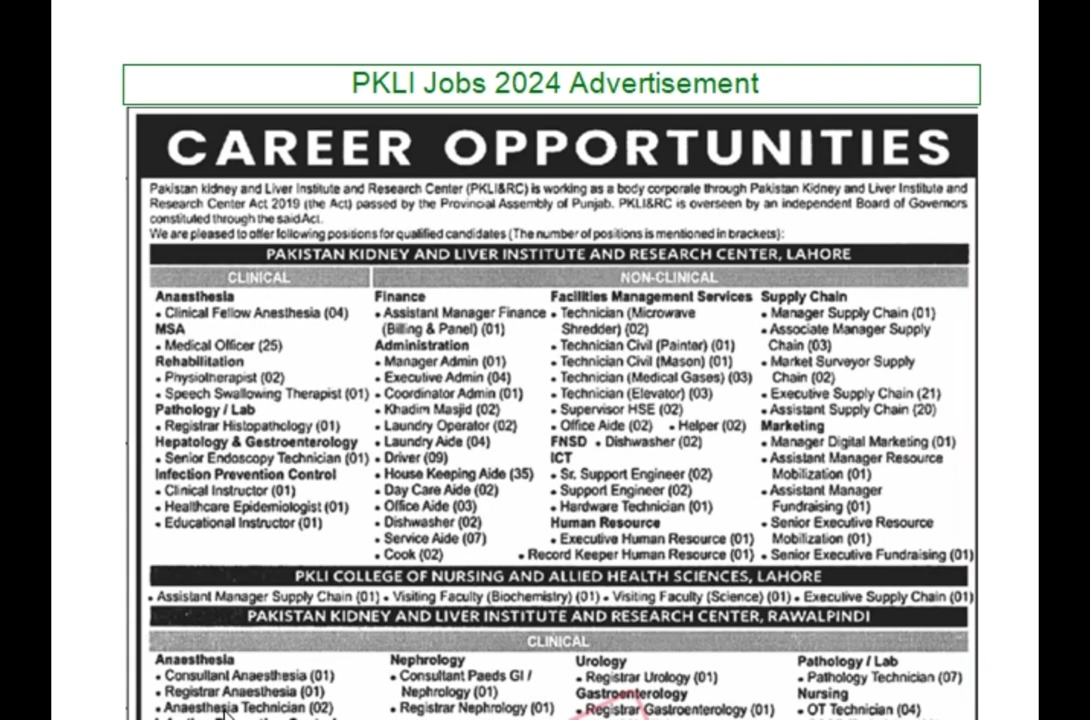 PKLI Jobs 2024 Advertisement
CAREER OPPORTUNITIES
Pakistan kidney and Liver Institute and Research Center (PKLI&RC) is working as a body corporate through Pakistan Kidney and Liver Institute and
Research Center Act 2019 (the Act) passed by the Provincial Assembly of Punjab. PKLI&RC is overseen by an independent Board of Governors
constituted through the said Act.
We are pleased to offer following positions for qualified candidates (The number of positions is mentioned in brackets):
PAKISTAN KIDNEY AND LIVER INSTITUTE AND RESEARCH CENTER, LAHORE
CLINICAL
Anaesthesia
• Clinical Fellow Anesthesia (04)
MSA
• Medical Officer (25)
Rehabilitation
• Physiotherapist (02)
• Speech Swallowing Therapist (01)
Pathology / Lab
• Registrar Histopathology (01)
Hepatology & Gastroenterology
• Senior Endoscopy Technician (01)
Infection Prevention Control
• Clinical Instructor (01)
• Healthcare Epidemiologist (01)
• Educational Instructor (01)
NON-CLINICAL
Finance
• Assistant Manager Finance
(Billing & Panel) (01)
Administration
• Manager Admin (01)
• Executive Admin (04)
• Coordinator Admin (01)
• Khadim Masjid (02)
• Laundry Operator (02)
• Laundry Aide (04)
• Driver (09)
• House Keeping Aide (35)
• Day Care Aide (02)
• Office Aide (03)
• Dishwasher (02)
• Service Aide (07)
• Cook (02)
Facilities Management Services
• Technician (Microwave
Shredder) (02)
• Technician Civil (Painter) (01)
• Technician Civil (Mason) (01)
• Technician (Medical Gases) (03)
• Technician (Elevator) (03)
• Supervisor HSE (02)
• Office Aide (02) • Helper (02)
FNSD • Dishwasher (02)
ICT
• Sr. Support Engineer (02)
• Support Engineer (02)
• Hardware Technician (01)
Human Resource
• Executive Human Resource (01)
• Record Keeper Human Resource (01)
Supply Chain
• Manager Supply Chain (01)
• Associate Manager Supply
Chain (03)
• Market Surveyor Supply
Chain (02)
• Executive Supply Chain (21)
• Assistant Supply Chain (20)
Marketing
• Manager Digital Marketing (01)
• Assistant Manager Resource
Mobilization (01)
• Assistant Manager
Fundraising (01)
• Senior Executive Resource
Mobilization (01)
• Senior Executive Fundraising (01)
PKLI COLLEGE OF NURSING AND ALLIED HEALTH SCIENCES, LAHORE
• Assistant Manager Supply Chain (01) • Visiting Faculty (Biochemistry) (01) • Visiting Faculty (Science) (01) • Executive Supply Chain (01)
PAKISTAN KIDNEY AND LIVER INSTITUTE AND RESEARCH CENTER, RAWALPINDI
CLINICAL
Anaesthesia
• Consultant Anaesthesia (01)
• Registrar Anaesthesia (01)
• Anaesthesia Technician (02)
Nephrology
• Consultant Paeds GI /
Nephrology (01)
• Registrar Nephrology (01)
Urology
• Registrar Urology (01)
Gastroenterology
• Registrar Gastroenterology (01)
Pathology / Lab
• Pathology Technician (07)
Nursing
• OT Technician (04)